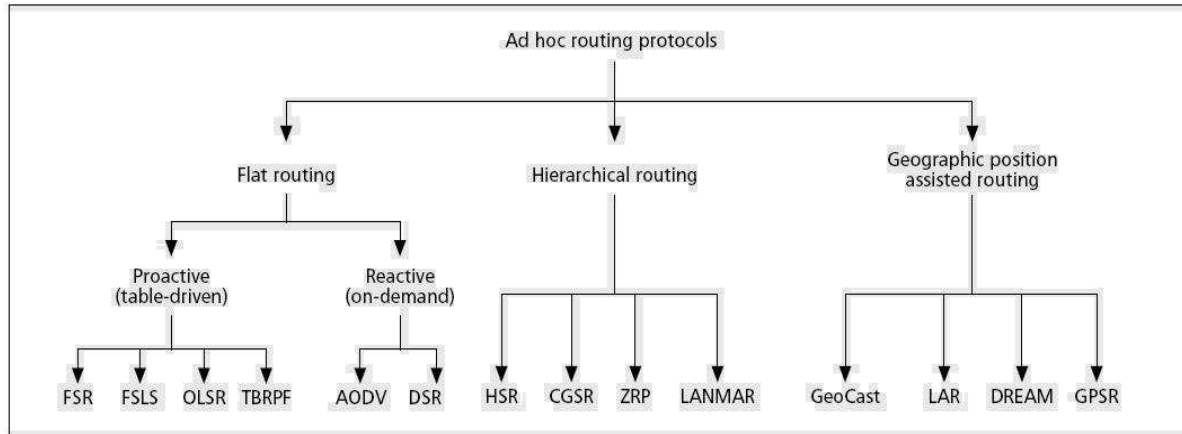 Ad hoc routing protocols
Flat routing
Hierarchical routing
Geographic position
assisted routing
Proactive
(table-driven)
Reactive
(on-demand)
FSR FSLS OLSR TBRPF AODV DSR HSR CGSR ZRP LANMAR GeoCast LAR DREAM GPSR